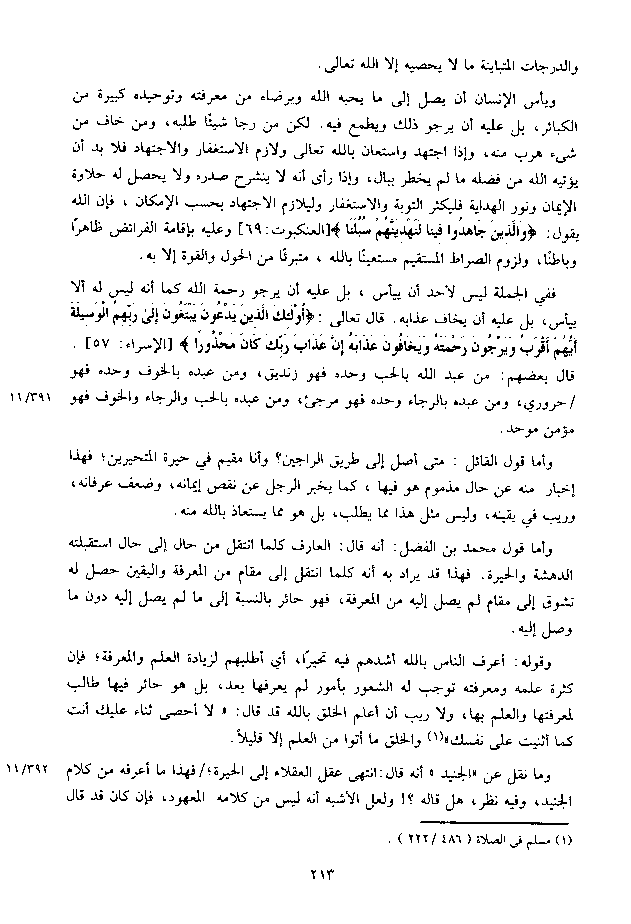 والدرجات المتباينة ما لا يحصيه إلا الله تعالى.
ويأس الإنسان أن يصل إلى ما يحبه الله ويرضاه من معرفته وتوحيده كبيرة من
الكبائر، بل عليه أن يرجو ذلك ويطمع فيه. لكن من رجا شيئًا طلبه، ومن خاف من
شىء هرب منه، وإذا اجتهد واستعان بالله تعالى ولازم الاستغفار والاجتهاد فلا بد أن
يؤتيه الله من فضله ما لم يخطر ببال، وإذا رأى أنه لا ينشرح صدره ولا يحصل له حلاوة
الإيمان ونور الهداية فليكثر التوبة والاستغفار وليلازم الاجتهاد بحسب الإمكان ، فإن الله
يقول: ﴿وَالَّذِينَ جَاهَدُوا فِينَا لَنَهْدِيَنَّهُمْ سُبُلَنَا﴾[العنكبوت:٦٩] وعليه بإقامة الفرائض ظاهرًا
وباطنًا، ولزوم الصراط المستقيم مستعينًا بالله ، متبرئًا من الحول والقوة إلا به.
ففي الجملة ليس لأحد أن ييأس ، بل عليه أن يرجو رحمة الله كما أنه ليس له ألا
ييأس، بل عليه أن يخاف عذابه. قال تعالى :﴿أُوْلَئِكَ الَّذِينَ يَدْعُونَ يَبْتَغُونَ إِلَى رَبِّهِمُ الْوَسِيلَةَ
أَيُّهُمْ أَقْرَبُ وَيَرْجُونَ رَحْمَتَهُ وَيَخَافُونَ عَذَابَهُ إِنَّ عَذَابَ رَبِّكَ كَانَ مَحْذُورًا ﴾ [الإسراء: ٥٧] .
قال بعضهم: من عبد الله بالحب وحده فهو زنديق، ومن عبده بالخوف وحده فهو
/حروري، ومن عبده بالرجاء وحده فهو مرجئ، ومن عبده بالحب والرجاء والخوف فهو ١١/٣٩١
مؤمن موحد.
وأما قول القائل : متى أصل إلى طريق الراجين؟ وأنا مقيم في حيرة المتحيرين؛ فهذا
إخبار منه عن حال مذموم هو فيها ، كما يخبر الرجل عن نقص إيمانه، وضعف عرفانه،
وريب في يقينه، وليس مثل هذا مما يطلب، بل هو مما يستعاذ بالله منه.
وأما قول محمد بن الفضل: أنه قال: العارف كلما انتقل من حال إلى حال استقبلته
الدهشة والحيرة. فهذا قد يراد به أنه كلما انتقل إلى مقام من المعرفة واليقين حصل له
تشوق إلى مقام لم يصل إليه من المعرفة، فهو حائر بالنسبة إلى ما لم يصل إليه دون ما
وصل إليه.
وقوله: أعرف الناس بالله أشدهم فيه تحيرًا، أي أطلبهم لزيادة العلم والمعرفة؛ فإن
كثرة علمه ومعرفته توجب له الشعور بأمور لم يعرفها بعد، بل هو حائر فيها طالب
لمعرفتها والعلم بها، ولا ريب أن أعلم الخلق بالله قد قال: « لا أحصى ثناء عليك أنت
كما أثنيت على نفسك»(١) والخلق ما أتوا من العلم إلا قليلاً.
وما نقل عن «الجنيد » أنه قال:انتهى عقل العقلاء إلى الحيرة؛/فهذا ما أعرفه من كلام ١١/٣٩٢
الجنيد، وفيه نظر، هل قاله ؟! ولعل الأشبه أنه ليس من كلامه المعهود، فإن كان قد قال
(١) مسلم فى الصلاة ( ٤٨٦/ ٢٢٢ ) .
٢١٣